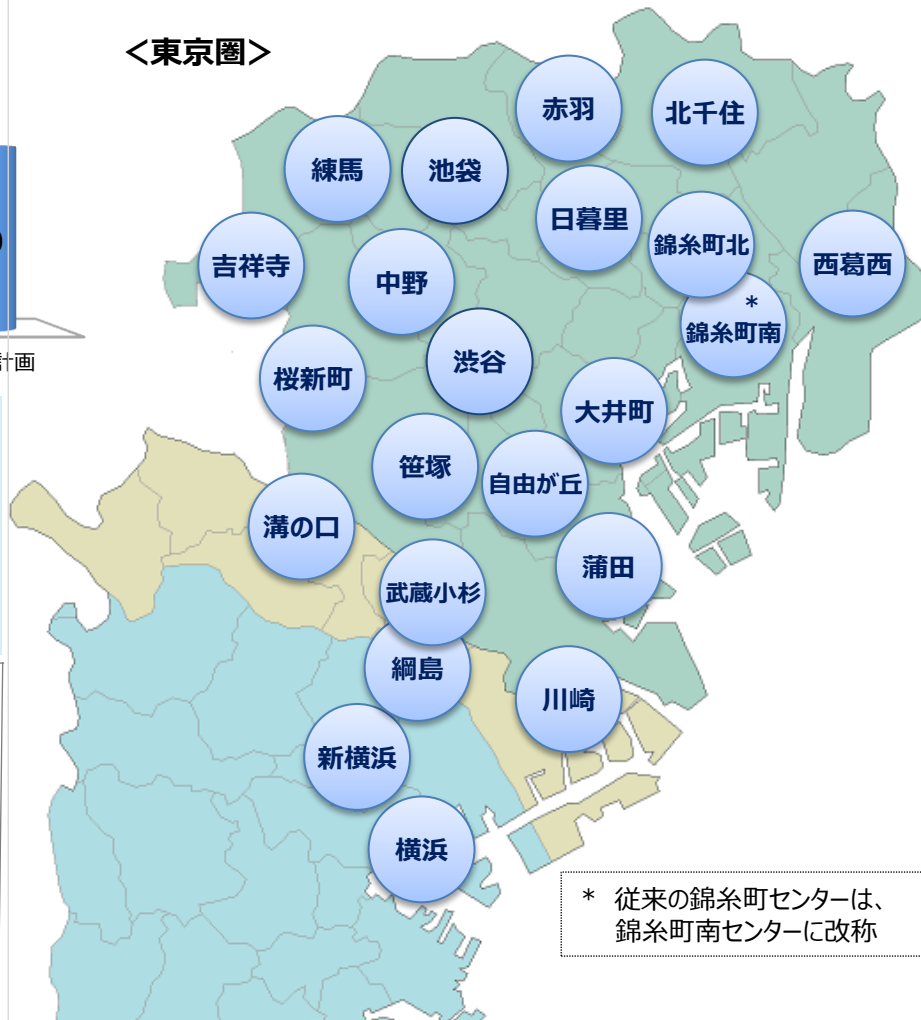 <東京圏>
赤羽
北千住
練馬
池袋
日暮里
錦糸町北
吉祥寺
中野
西葛西
*
錦糸町南
計画
桜新町
渋谷
大井町
笹塚
自由が丘
溝の口
蒲田
武蔵小杉
綱島
川崎
新横浜
横浜
* 従来の錦糸町センターは、
錦糸町南センターに改称